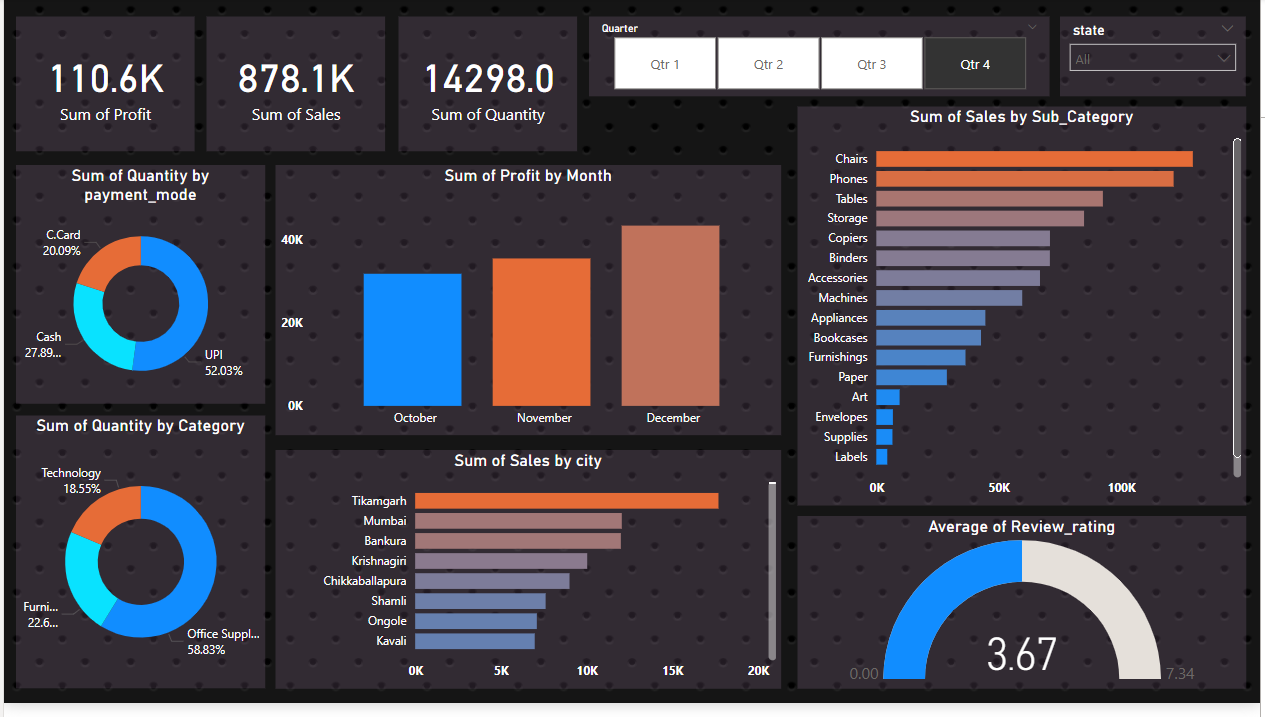 110.6K
Sum of Profit
878.1K
Sum of Sales
14298.0
Sum of Quantity
Quarter
Qtr 1
Qtr 2
Qtr 3
Qtr 4
state
All
Sum of Quantity by
payment_mode
C.Card
20.09%
Cash
27.89...
UPI
52.03%
Sum of Profit by Month
40K
20K
0K
October
November
December
Sum of Sales by Sub_Category
Chairs
Phones
Tables
Storage
Copiers
Binders
Accessories
Machines
Appliances
Bookcases
Furnishings
Paper
Art
Envelopes
Supplies
Labels
0K
50K
100K
Sum of Quantity by Category
Technology
18.55%
Furni...
22.6...
Office Suppl...
58.83%
Sum of Sales by city
Tikamgarh
Mumbai
Bankura
Krishnagiri
Chikkaballapura
Shamli
Ongole
Kavali
0K
5K
10K
15K
20K
Average of Review_rating
3.67
0.00
7.34